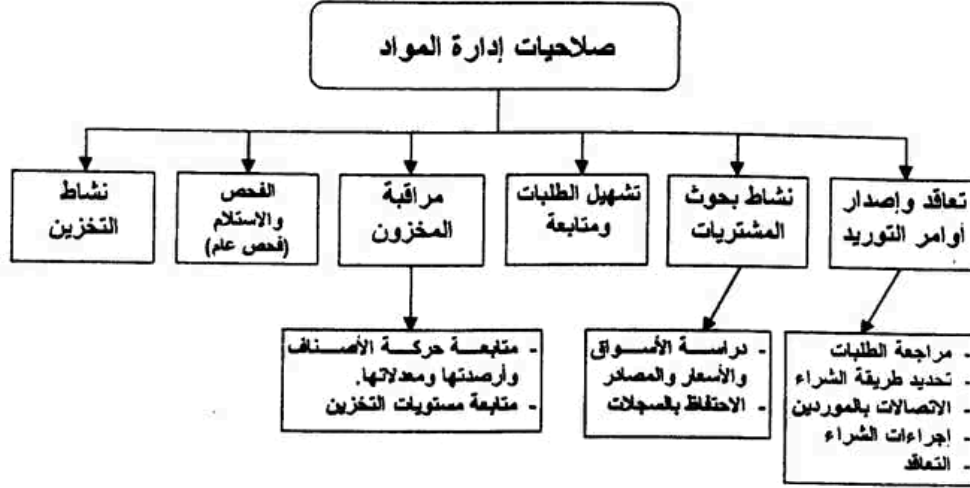 صلاحيات إدارة المواد
تعاقد وإصدار
أوامر التوريد
نشاط بحوث
المشتريات
تشهيل الطلبات
ومتابعة
مراقبة
المخزون
الفحص
والاستلام
(فحص عام)
نشاط
التخزين
- مراجعة الطلبات
- تحديد طريقة الشراء
- الاتصالات بالموردين
- إجراءات الشراء
- التعاقد
- دراسة الأسواق
والأسعار والمصادر
- الاحتفاظ بالسجلات
- متابعة حركة الأصناف
وأرصدتها ومعدلاتها.
- متابعة مستويات التخزين